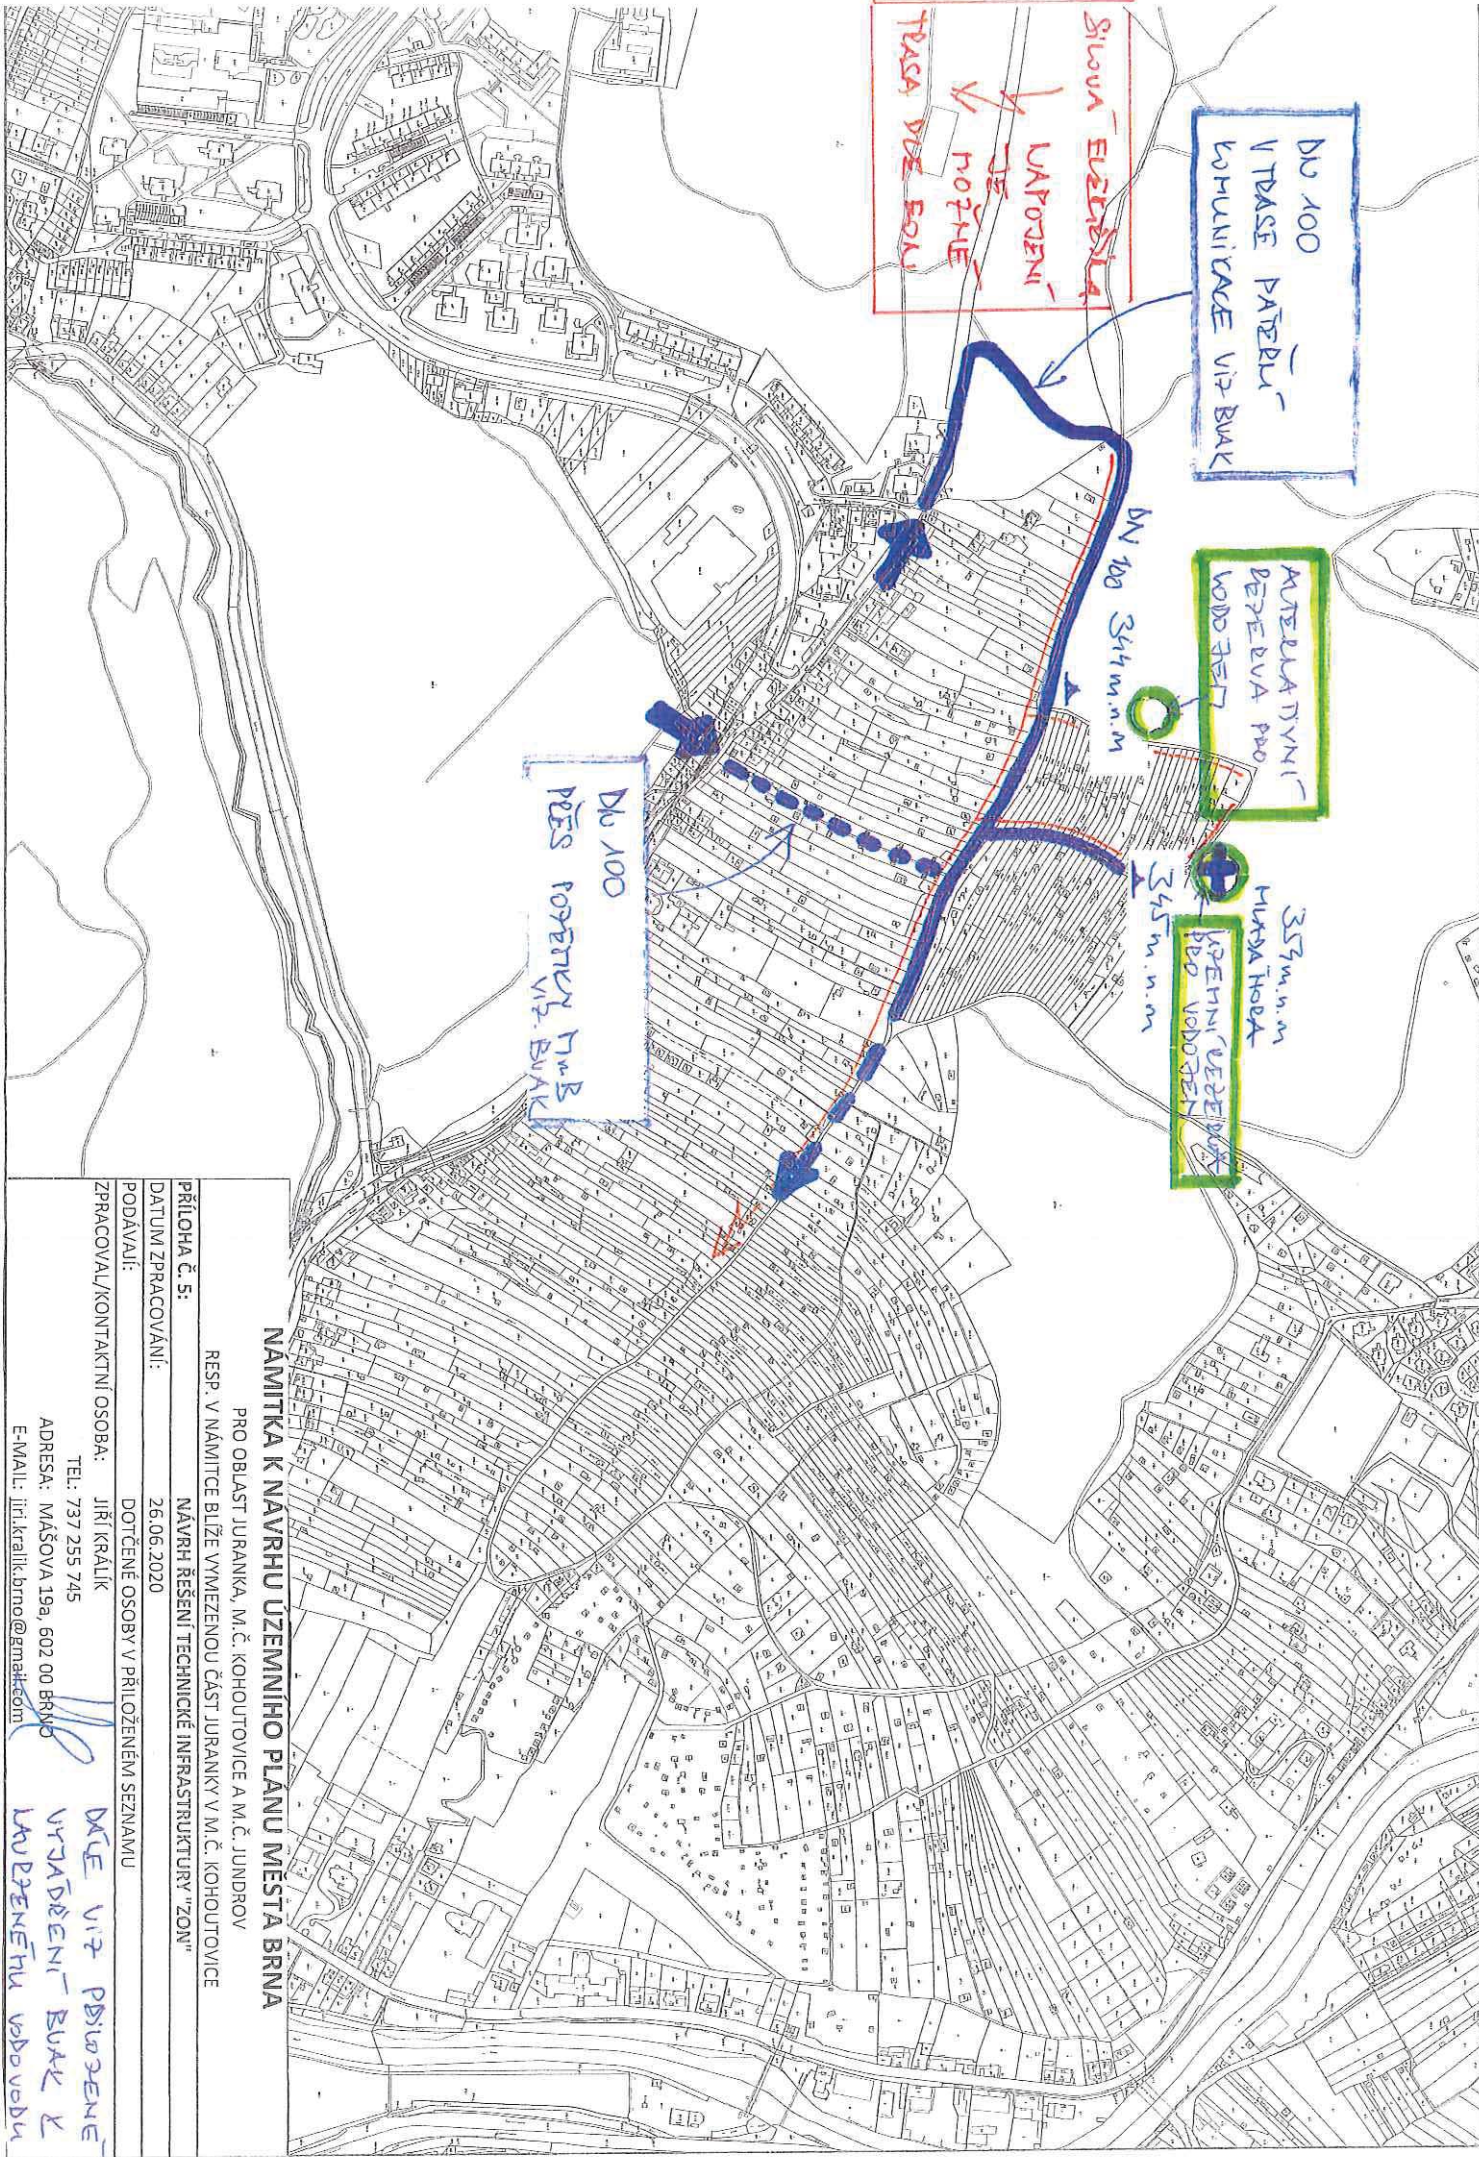 DN 100
V TRASE PÁTEŘNÍ
KOMUNIKACE VIZ BVAK
SILOVÁ ELEKTŘINA
NAPOJENÍ
JE
MOŽNÉ
TRASA DLE EON
ALTERNATIVNÍ
REZERVA PRO
VODOJEM
DN 100 344 m.n.m
353 m.n.m
MLADÁ HORA
ÚZEMNÍ REZERVA
PRO VODOJEM
345 m.n.m
DN 100
PŘES POZEMKY MmB
VIZ. BVAK
NÁMITKA K NÁVRHU ÚZEMNÍHO PLÁNU MĚSTA BRNA
PRO OBLAST JURANKA, M.Č. KOHOUTOVICE A M.Č. JUNDROV
RESP. V NÁMITCE BLÍŽE VYMEZENOU ČÁST JURANKY V M.Č. KOHOUTOVICE
PŘÍLOHA Č. 5: NÁVRH ŘEŠENÍ TECHNICKÉ INFRASTRUKTURY "ZON"
DATUM ZPRACOVÁNÍ: 26.06.2020
PODÁVAJÍ: DOTČENÉ OSOBY V PŘILOŽENÉM SEZNAMU
ZPRACOVAL/KONTAKTNÍ OSOBA: JIŘÍ KRÁLÍK
TEL: 737 255 745
ADRESA: MÁŠOVA 19a, 602 00 BRNO
E-MAIL: jiri.kralik.brno@gmail.com
DÁLE VIZ PŘILOŽENÉ
VYJÁDŘENÍ BVAK K
NAVRŽENÉMU VODOVODU